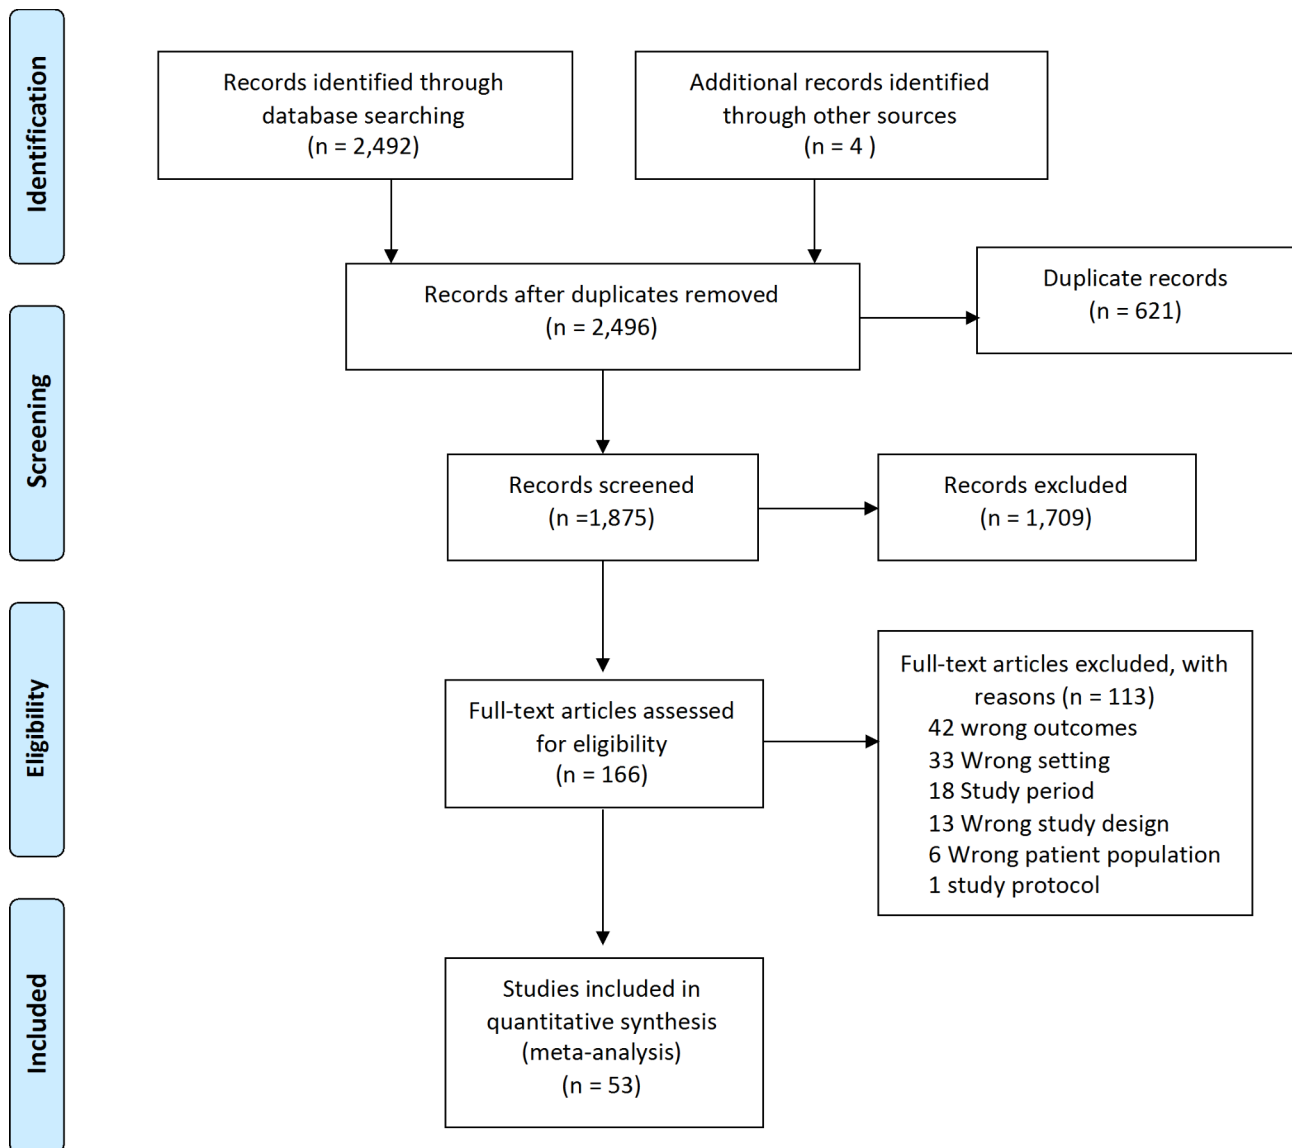 Identification
Records identified through
database searching
(n = 2,492)
Additional records identified
through other sources
(n = 4 )
Records after duplicates removed
(n = 2,496)
Duplicate records
(n = 621)
Screening
Records screened
(n =1,875)
Records excluded
(n = 1,709)
Eligibility
Full-text articles assessed
for eligibility
(n = 166)
Full-text articles excluded, with
reasons (n = 113)
42 wrong outcomes
33 Wrong setting
18 Study period
13 Wrong study design
6 Wrong patient population
1 study protocol
Included
Studies included in
quantitative synthesis
(meta-analysis)
(n = 53)